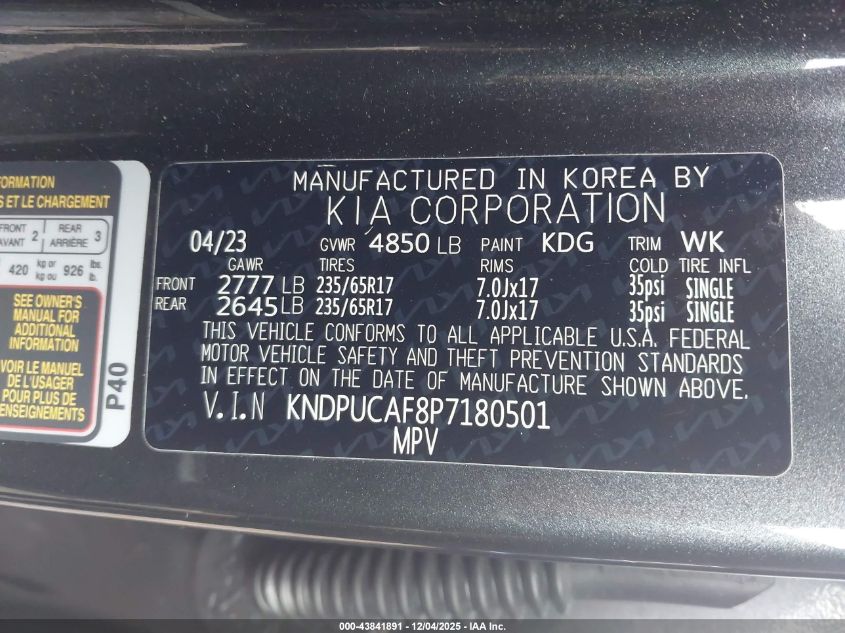 FORMATION
S ET LE CHARGEMENT
FRONT AVANT 2 REAR ARRIÈRE 3
420 kg or kg ou 926 lbs. lb.
SEE OWNER'S
MANUAL FOR
ADDITIONAL
INFORMATION
VOIR LE MANUEL
DE L'USAGER
POUR PLUS DE
RENSEIGNEMENTS
P40
MANUFACTURED IN KOREA BY
KIA CORPORATION
04/23 GVWR 4850 LB PAINT KDG TRIM WK
GAWR TIRES RIMS COLD TIRE INFL
FRONT 2777 LB 235/65R17 7.0Jx17 35psi SINGLE
REAR 2645 LB 235/65R17 7.0Jx17 35psi SINGLE
THIS VEHICLE CONFORMS TO ALL APPLICABLE U.S.A. FEDERAL
MOTOR VEHICLE SAFETY AND THEFT PREVENTION STANDARDS
IN EFFECT ON THE DATE OF MANUFACTURE SHOWN ABOVE.
V.I.N KNDPUCAF8P7180501
MPV
000-43841891 - 12/04/2025 - IAA Inc.